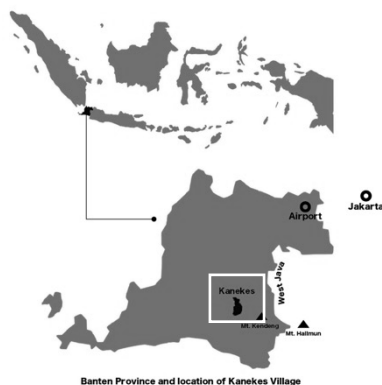 Airport
Jakarta
West Java
Kanekes
Mt. Kendeng
Mt. Halimun
Banten Province and location of Kanekes Village